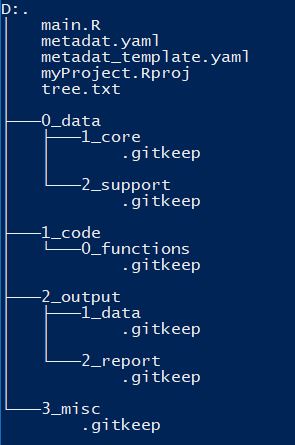 D:.
main.R
metadat.yaml
metadat_template.yaml
myProject.Rproj
tree.txt
0_data
1_core
.gitkeep
2_support
.gitkeep
1_code
0_functions
.gitkeep
2_output
1_data
.gitkeep
2_report
.gitkeep
3_misc
.gitkeep